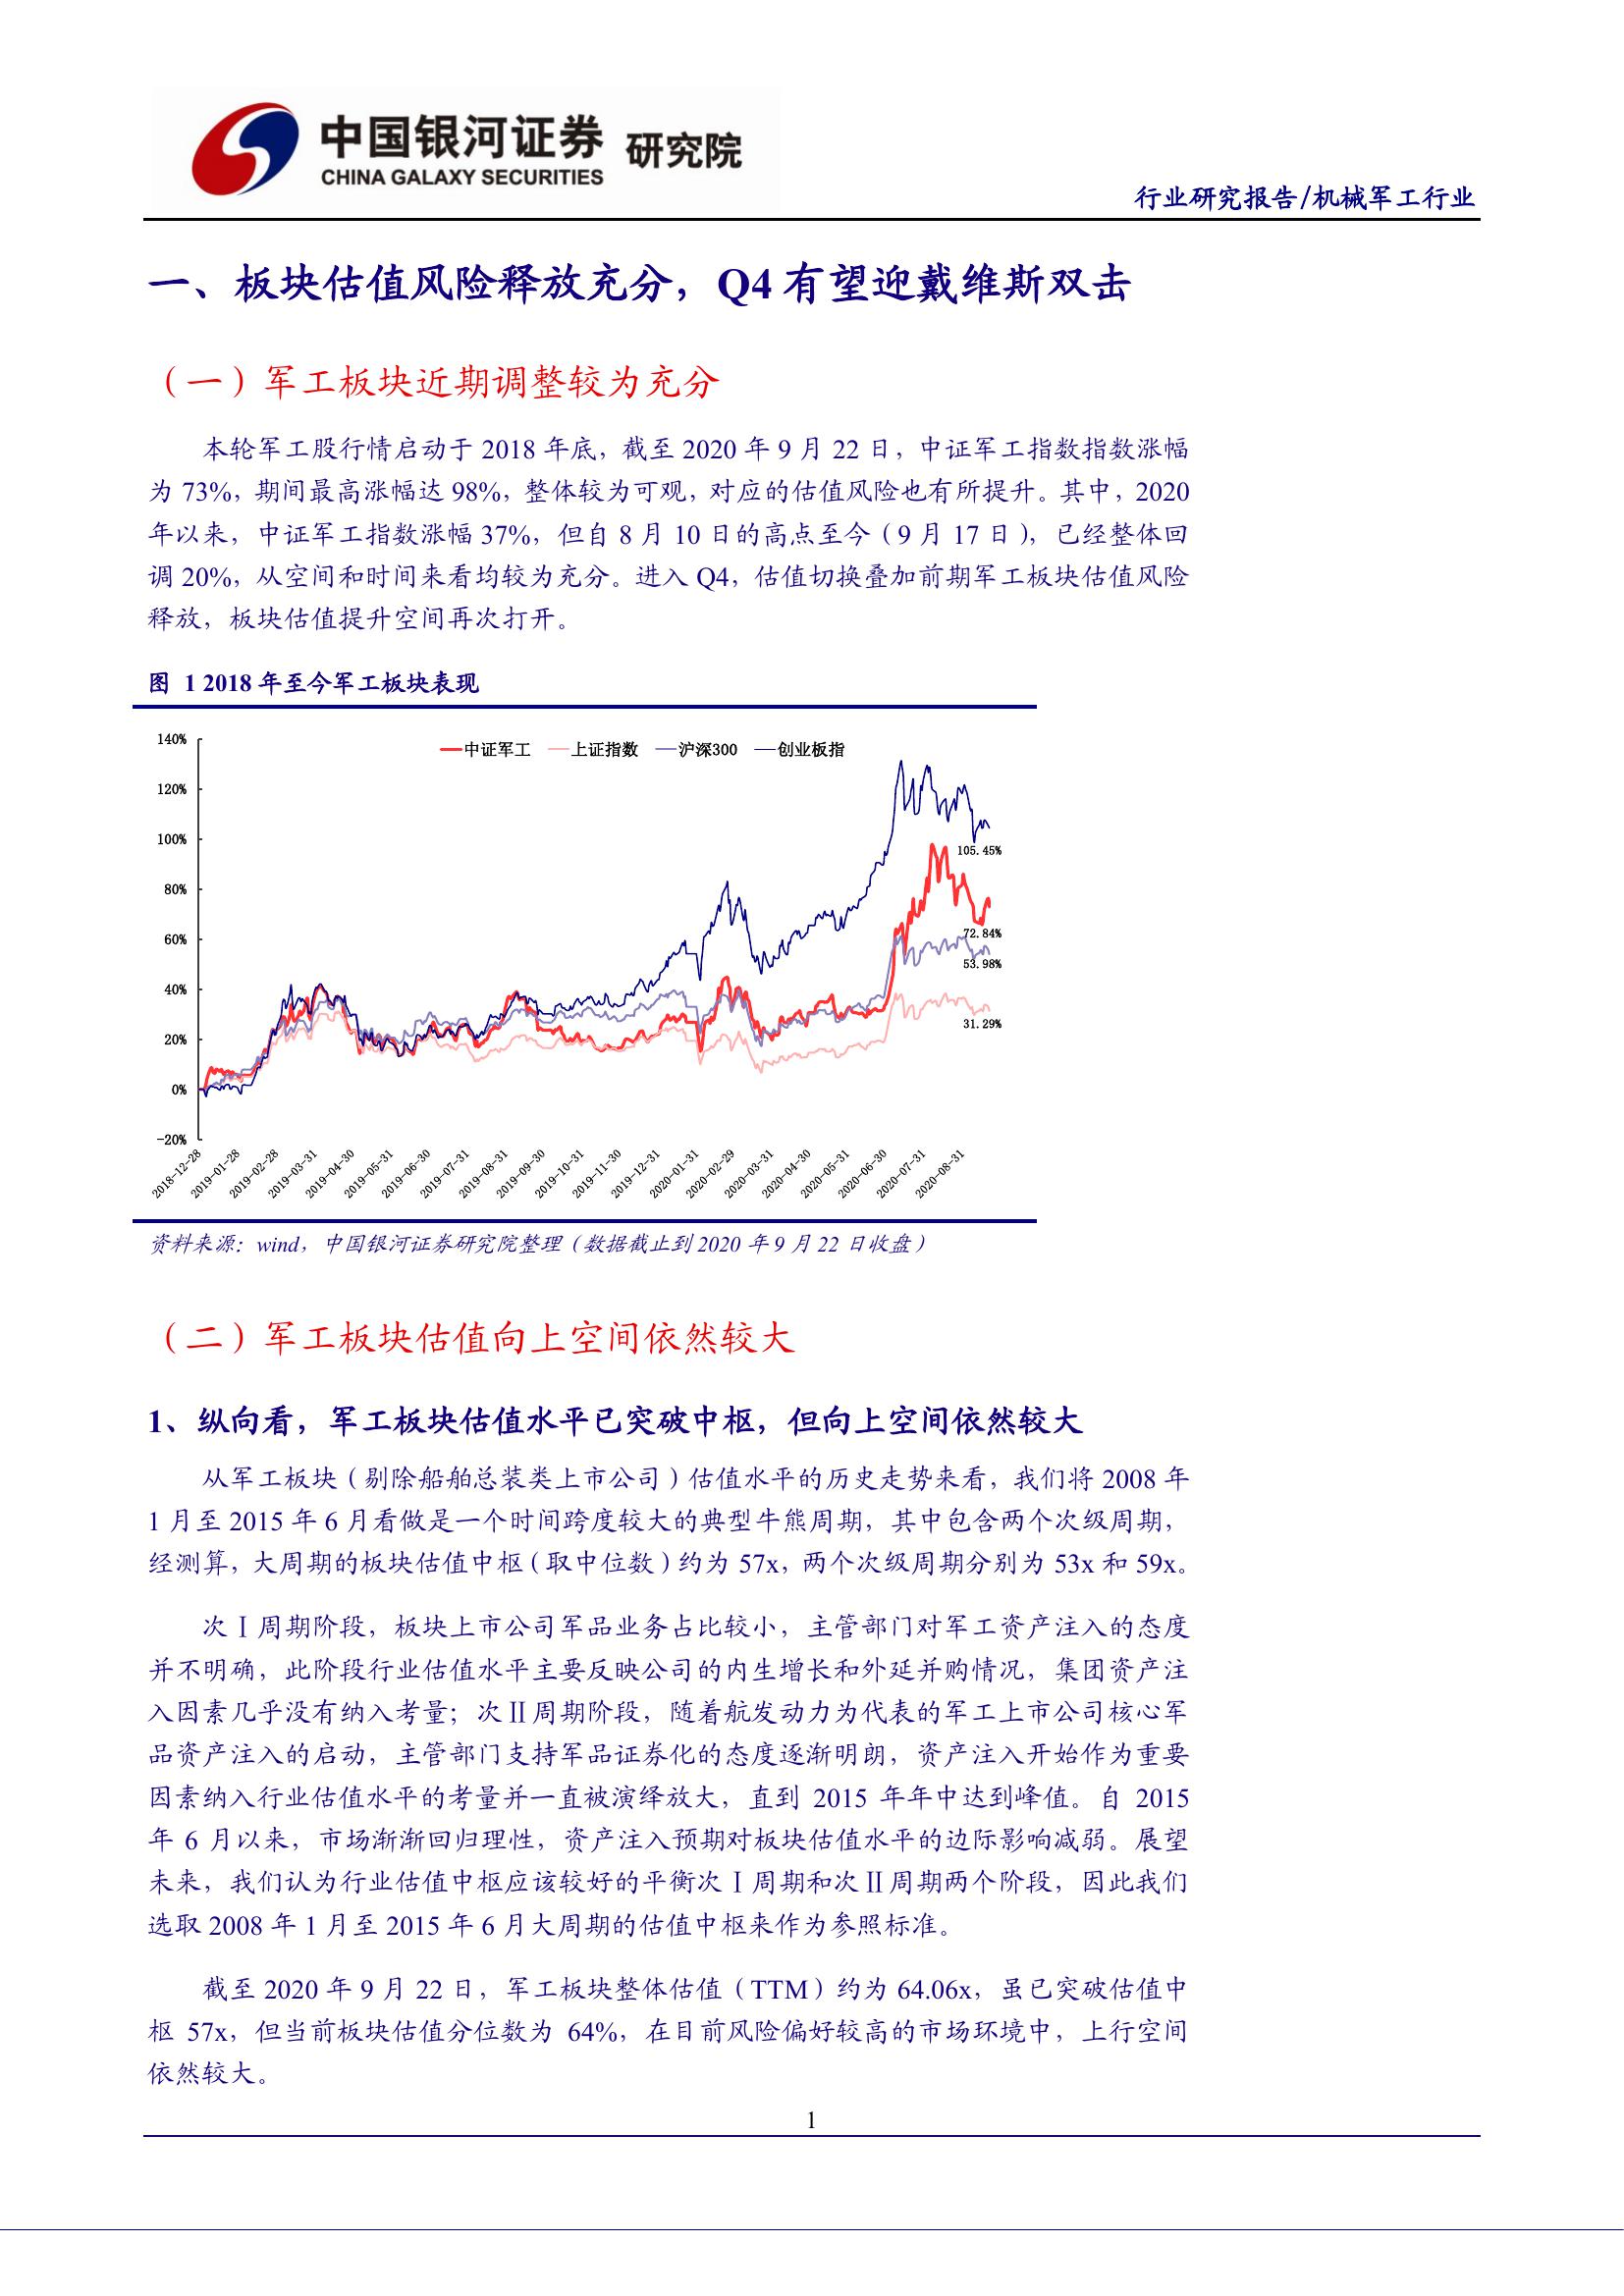 中国银河证券 研究院
CHINA GALAXY SECURITIES
行业研究报告/机械军工行业
一、板块估值风险释放充分，Q4 有望迎戴维斯双击
（一）军工板块近期调整较为充分
本轮军工股行情启动于 2018 年底，截至 2020 年 9 月 22 日，中证军工指数指数涨幅
为 73%，期间最高涨幅达 98%，整体较为可观，对应的估值风险也有所提升。其中，2020
年以来，中证军工指数涨幅 37%，但自 8 月 10 日的高点至今（9 月 17 日），已经整体回
调 20%，从空间和时间来看均较为充分。进入 Q4，估值切换叠加前期军工板块估值风险
释放，板块估值提升空间再次打开。
图 1 2018 年至今军工板块表现
中证军工 上证指数 沪深300 创业板指
140%
120%
100%
80%
60%
40%
20%
0%
-20%
105.45%
72.84%
53.98%
31.29%
2018-12-28
2019-01-28
2019-02-28
2019-03-31
2019-04-30
2019-05-31
2019-06-30
2019-07-31
2019-08-31
2019-09-30
2019-10-31
2019-11-30
2019-12-31
2020-01-31
2020-02-29
2020-03-31
2020-04-30
2020-05-31
2020-06-30
2020-07-31
2020-08-31
资料来源：wind，中国银河证券研究院整理（数据截止到 2020 年 9 月 22 日收盘）
（二）军工板块估值向上空间依然较大
1、纵向看，军工板块估值水平已突破中枢，但向上空间依然较大
从军工板块（剔除船舶总装类上市公司）估值水平的历史走势来看，我们将 2008 年
1 月至 2015 年 6 月看做是一个时间跨度较大的典型牛熊周期，其中包含两个次级周期，
经测算，大周期的板块估值中枢（取中位数）约为 57x，两个次级周期分别为 53x 和 59x。
次Ⅰ周期阶段，板块上市公司军品业务占比较小，主管部门对军工资产注入的态度
并不明确，此阶段行业估值水平主要反映公司的内生增长和外延并购情况，集团资产注
入因素几乎没有纳入考量；次Ⅱ周期阶段，随着航发动力为代表的军工上市公司核心军
品资产注入的启动，主管部门支持军品证券化的态度逐渐明朗，资产注入开始作为重要
因素纳入行业估值水平的考量并一直被演绎放大，直到 2015 年年中达到峰值。自 2015
年 6 月以来，市场渐渐回归理性，资产注入预期对板块估值水平的边际影响减弱。展望
未来，我们认为行业估值中枢应该较好的平衡次Ⅰ周期和次Ⅱ周期两个阶段，因此我们
选取 2008 年 1 月至 2015 年 6 月大周期的估值中枢来作为参照标准。
截至 2020 年 9 月 22 日，军工板块整体估值（TTM）约为 64.06x，虽已突破估值中
枢 57x，但当前板块估值分位数为 64%，在目前风险偏好较高的市场环境中，上行空间
依然较大。
1